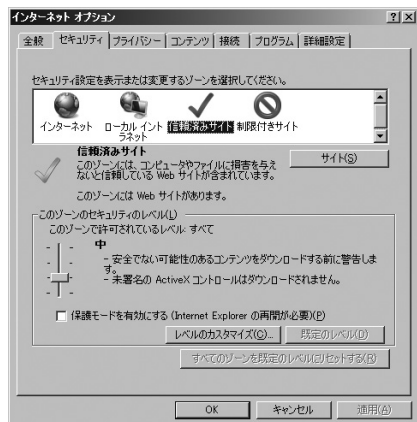 インターネット オプション
全般 セキュリティ プライバシー コンテンツ 接続 プログラム 詳細設定
セキュリティ設定を表示または変更するゾーンを選択してください。
インターネット ローカル イントラネット 信頼済みサイト 制限付きサイト
信頼済みサイト
このゾーンには、コンピュータやファイルに損害を与え
ないと信頼している Web サイトが含まれています。
サイト(S)
このゾーンには Web サイトがあります。
このゾーンのセキュリティのレベル(L)
このゾーンで許可されているレベル: すべて
中
- 安全でない可能性のあるコンテンツをダウンロードする前に警告しま
す。
- 未署名の ActiveX コントロールはダウンロードされません。
保護モードを有効にする (Internet Explorer の再開が必要)(P)
レベルのカスタマイズ(C)... 既定のレベル(D)
すべてのゾーンを既定のレベルにリセットする(R)
OK キャンセル 適用(A)